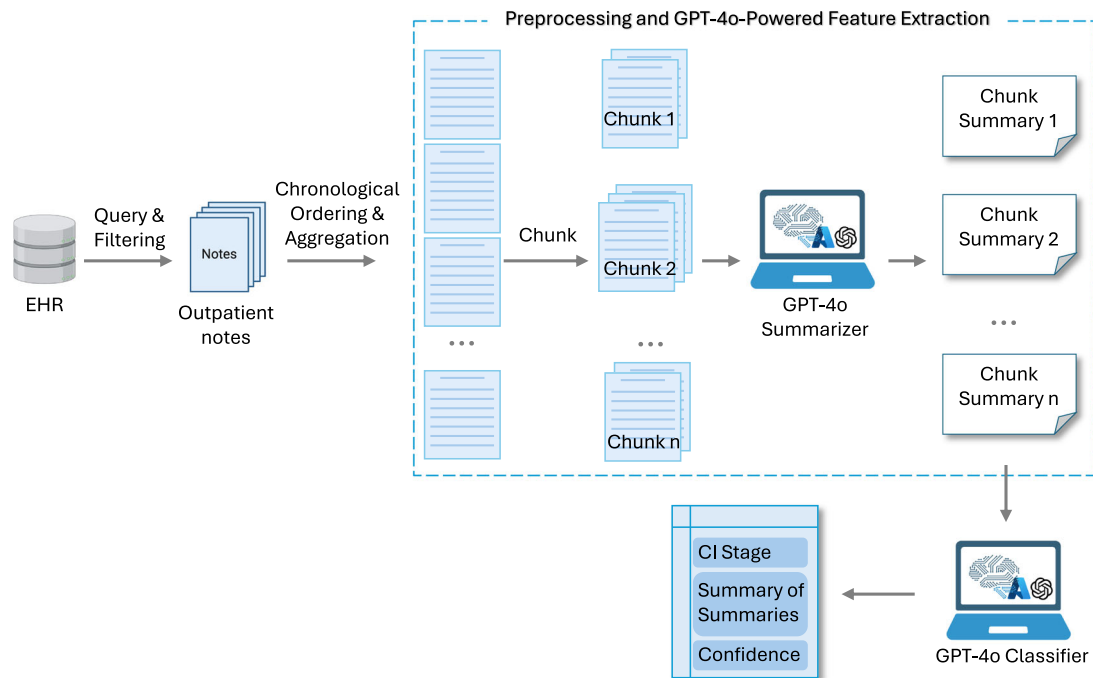 Preprocessing and GPT-4o-Powered Feature Extraction
EHR
Query &
Filtering
Notes
Outpatient
notes
Chronological
Ordering &
Aggregation
...
Chunk
Chunk 1
Chunk 2
...
Chunk n
GPT-4o
Summarizer
Chunk
Summary 1
Chunk
Summary 2
...
Chunk
Summary n
GPT-4o Classifier
CI Stage
Summary of
Summaries
Confidence